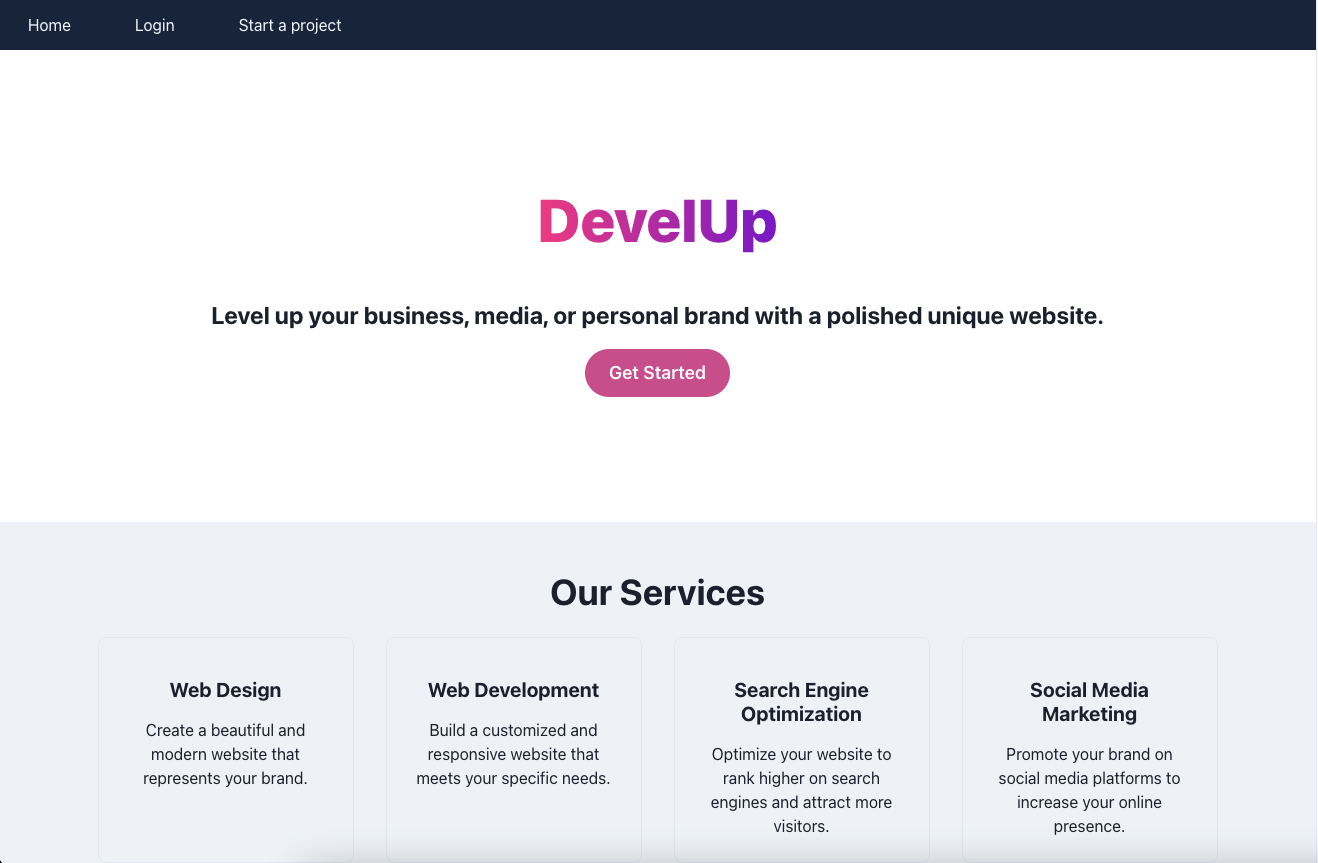 Home Login Start a project
DevelUp
Level up your business, media, or personal brand with a polished unique website.
Get Started
Our Services
Web Design
Create a beautiful and
modern website that
represents your brand.
Web Development
Build a customized and
responsive website that
meets your specific needs.
Search Engine
Optimization
Optimize your website to
rank higher on search
engines and attract more
visitors.
Social Media
Marketing
Promote your brand on
social media platforms to
increase your online
presence.